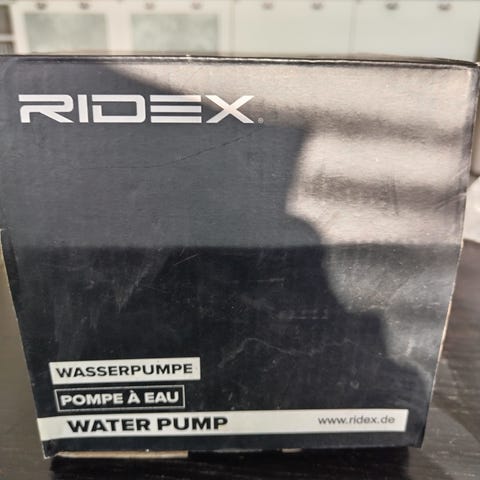 RIDEX®
WASSERPUMPE
POMPE À EAU
WATER PUMP www.ridex.de